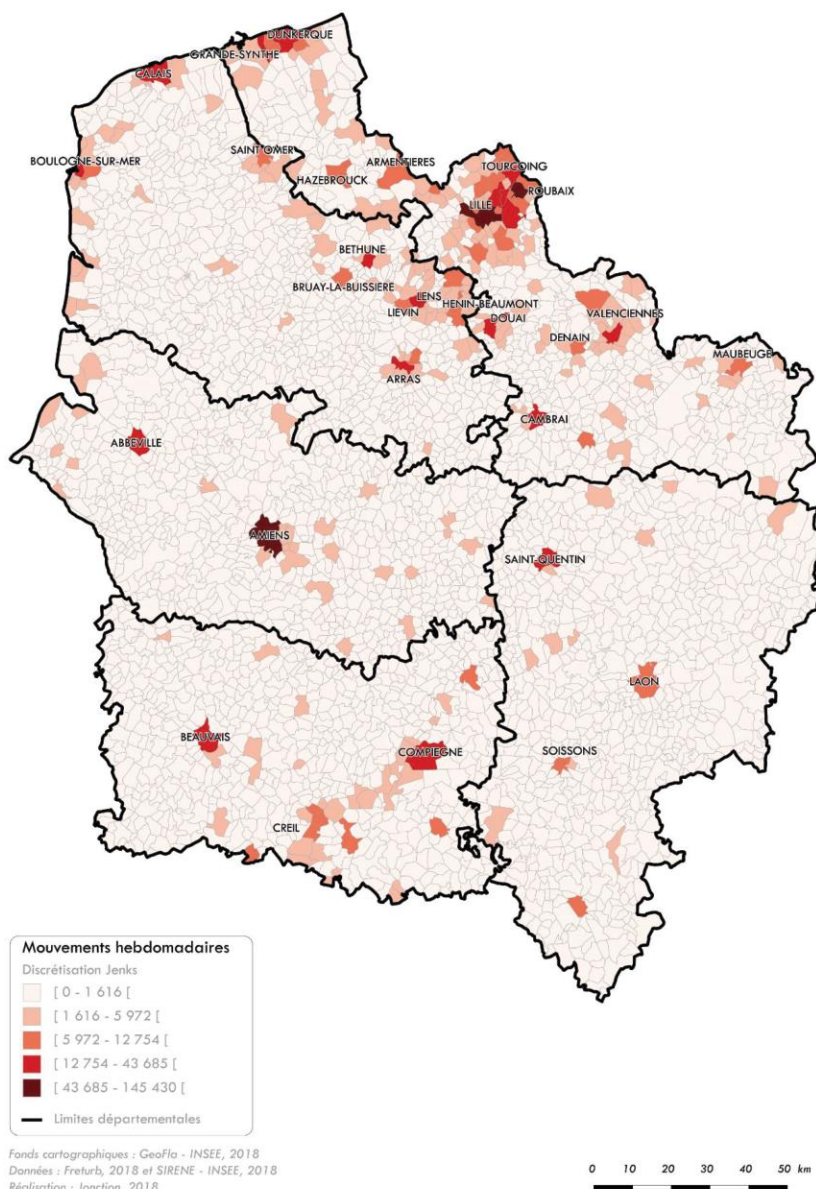 DUNKERQUE
GRANDE-SYNTHE
CALAIS
SAINT OMER
BOULOGNE-SUR-MER
ARMENTIERES
TOURCOING
HAZEBROUCK
ROUBAIX
LILLE
BETHUNE
BRUAY-LA-BUISSIERE
LENS
HENIN-BEAUMONT
LIEVIN
DOUAI
VALENCIENNES
DENAIN
MAUBEUGE
ARRAS
CAMBRAI
ABBEVILLE
AMIENS
SAINT-QUENTIN
LAON
BEAUVAIS
COMPIEGNE
SOISSONS
CREIL
Mouvements hebdomadaires
Discrétisation Jenks
[ 0 - 1 616 [
[ 1 616 - 5 972 [
[ 5 972 - 12 754 [
[ 12 754 - 43 685 [
[ 43 685 - 145 430 [
Limites départementales
Fonds cartographiques : GeoFla - INSEE, 2018
Données : Freturb, 2018 et SIRENE - INSEE, 2018
Réalisation : Jonction, 2018
0 10 20 30 40 50 km